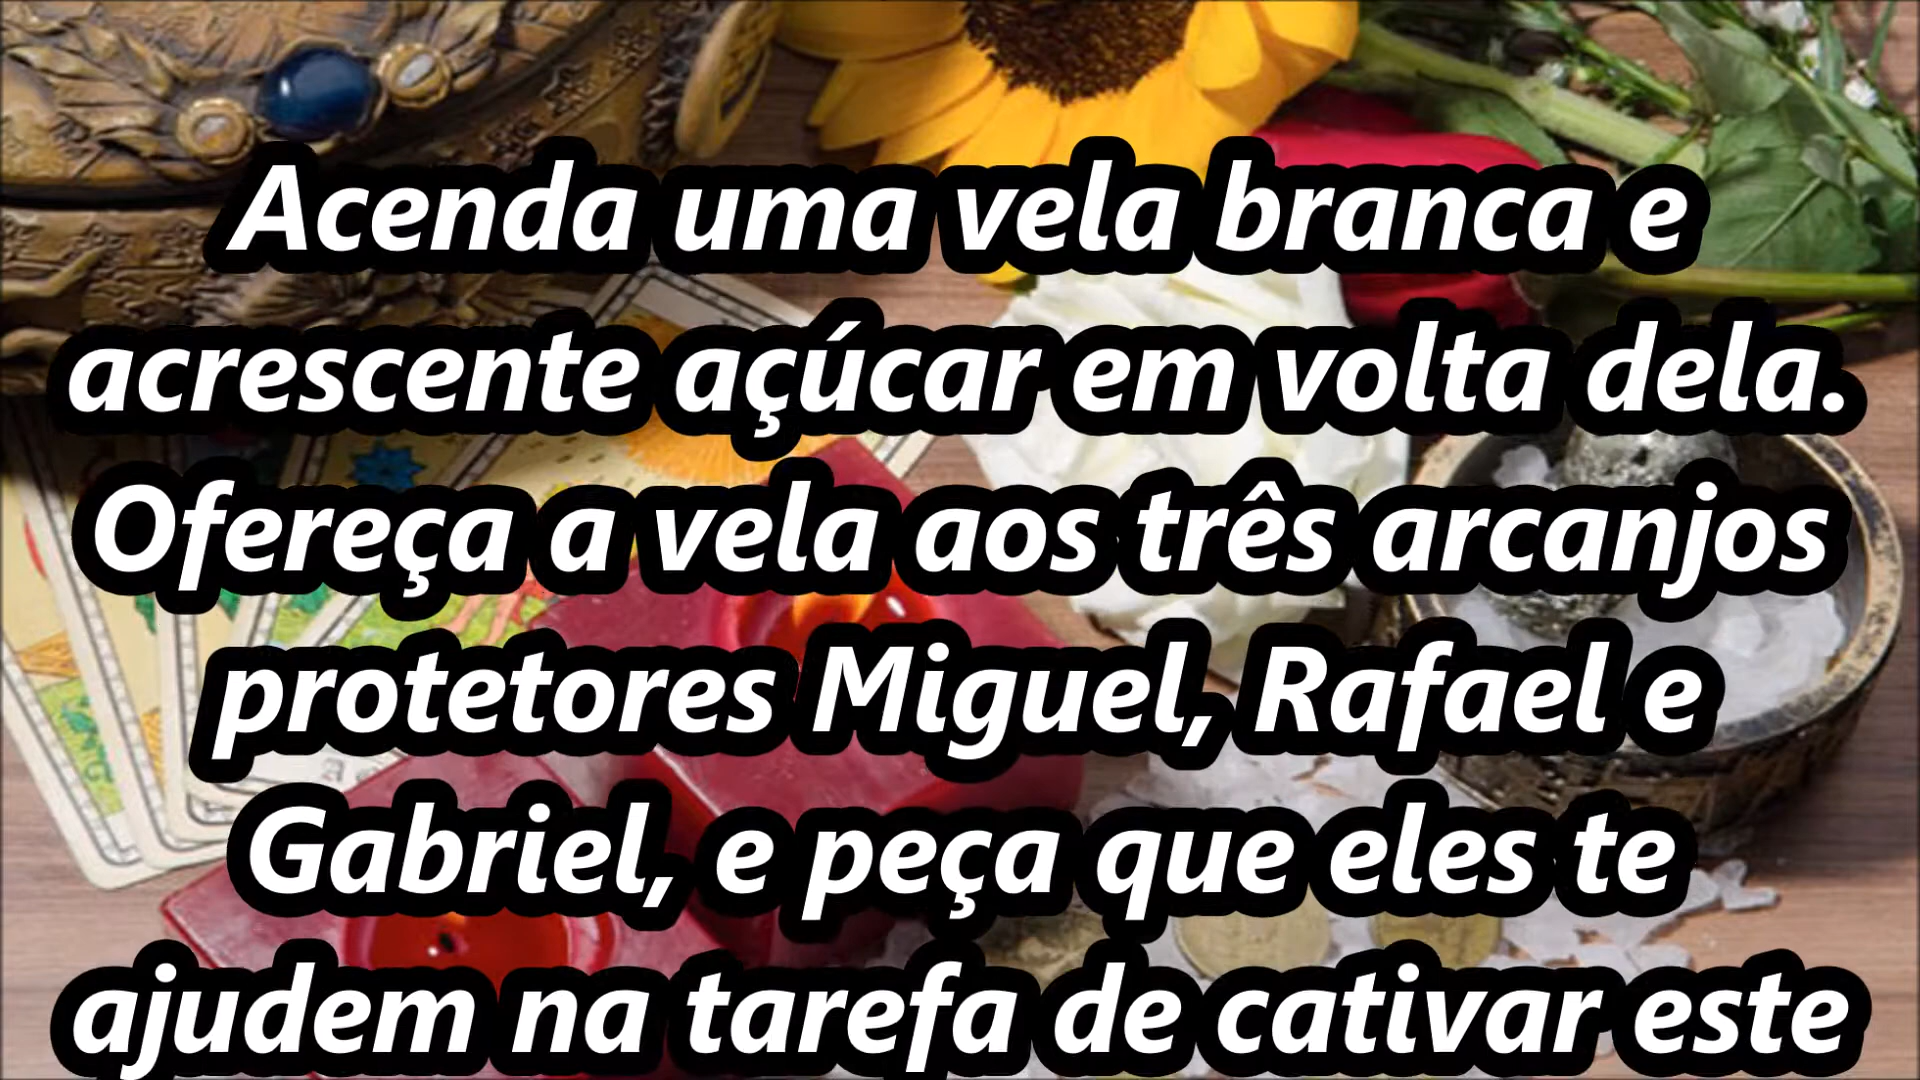 Acenda uma vela branca e
acrescente açúcar em volta dela.
Ofereça a vela aos três arcanjos
protetores Miguel, Rafael e
Gabriel, e peça que eles te
ajudem na tarefa de cativar este